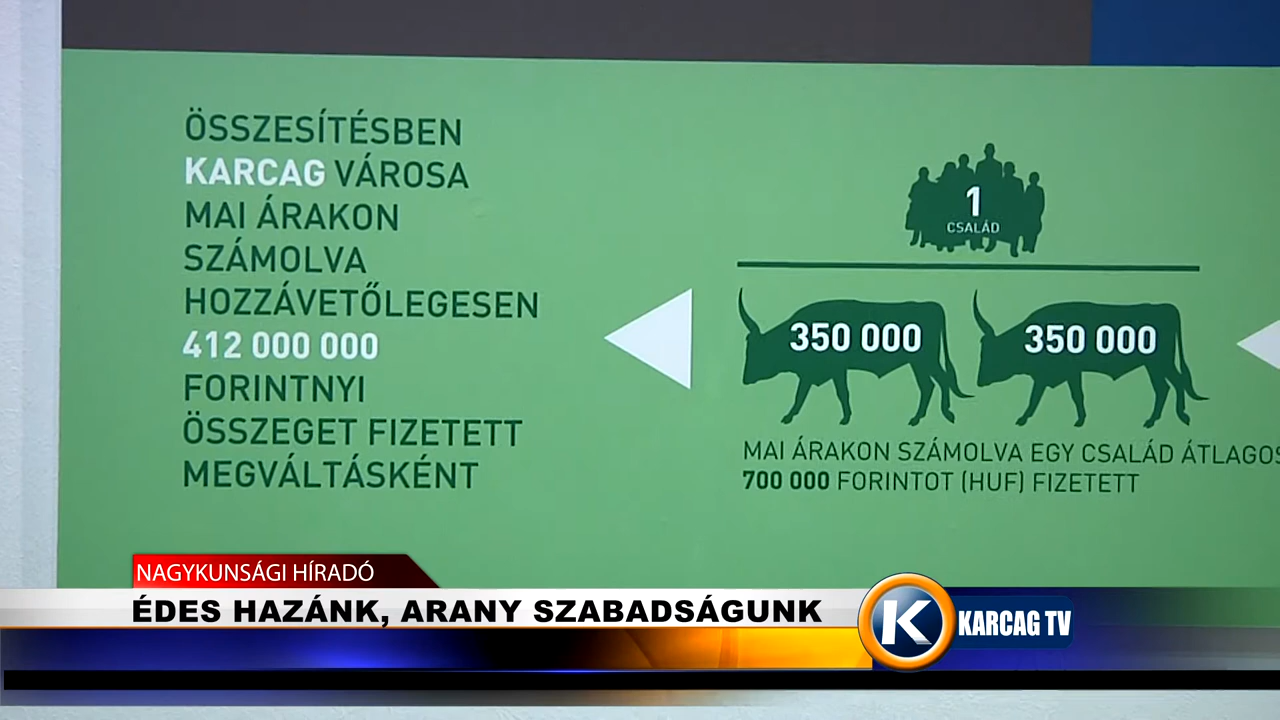 ÖSSZESÍTÉSBEN
KARCAG VÁROSA
MAI ÁRAKON
SZÁMOLVA
HOZZÁVETŐLEGESEN
412 000 000
FORINTNYI
ÖSSZEGET FIZETETT
MEGVÁLTÁSKÉNT
1
CSALÁD
350 000
350 000
MAI ÁRAKON SZÁMOLVA EGY CSALÁD ÁTLAGOS
700 000 FORINTOT (HUF) FIZETETT
NAGYKUNSÁGI HÍRADÓ
ÉDES HAZÁNK, ARANY SZABADSÁGUNK
K KARCAG TV